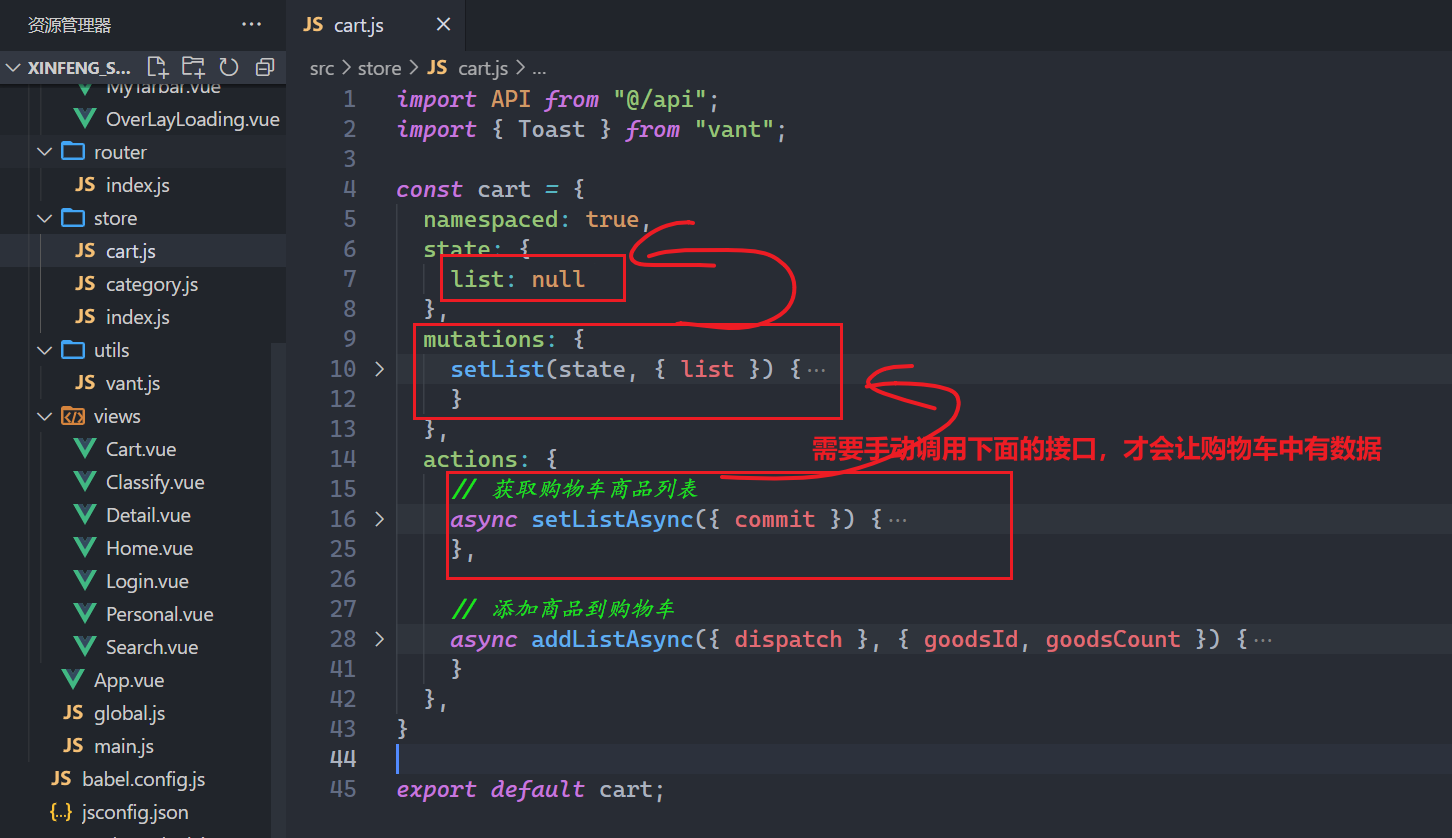 资源管理器
···
JS cart.js
XINFENG_S...
src > store > JS cart.js > ...
MyTarbar.vue
OverLayLoading.vue
router
JS index.js
store
JS cart.js
JS category.js
JS index.js
utils
JS vant.js
views
Cart.vue
Classify.vue
Detail.vue
Home.vue
Login.vue
Personal.vue
Search.vue
App.vue
JS global.js
JS main.js
JS babel.config.js
{..} jsconfig.json
1 import API from "@/api";
2 import { Toast } from "vant";
3
4 const cart = {
5 namespaced: true,
6 state: {
7 list: null
8 },
9 mutations: {
10 setList(state, { list }) {···
12 }
13 },
需要手动调用下面的接口，才会让购物车中有数据
14 actions: {
15 // 获取购物车商品列表
16 async setListAsync({ commit }) {···
25 },
26
27 // 添加商品到购物车
28 async addListAsync({ dispatch }, { goodsId, goodsCount }) {···
41 }
42 },
43 }
44
45 export default cart;